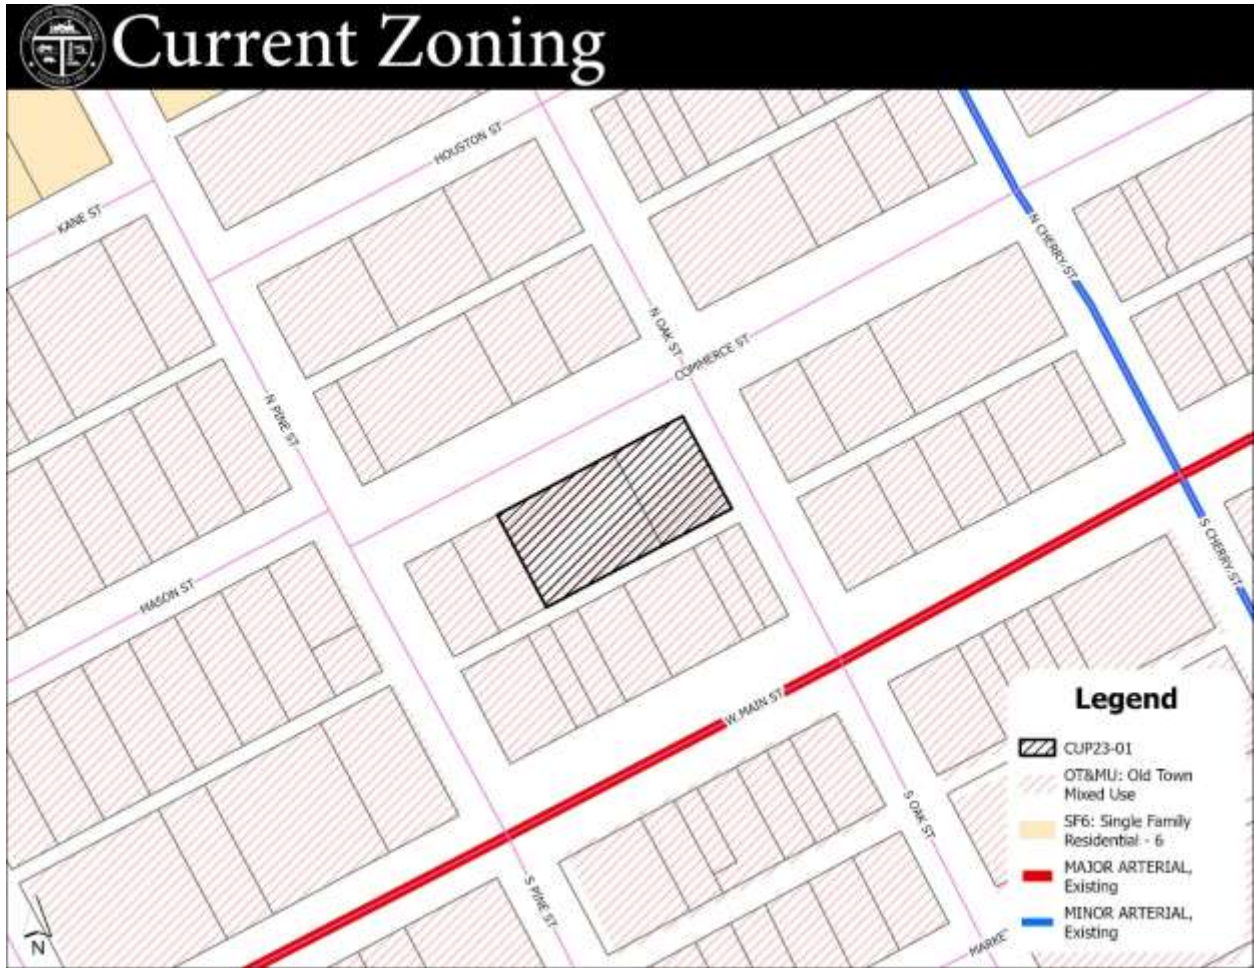 Current Zoning
HOUSTON ST
KANE ST
N CHERRY ST
N OAK ST
COMMERCE ST
N PINE ST
MASON ST
S CHERRY ST
W MAIN ST
S OAK ST
S PINE ST
MARKE
N
Legend
CUP23-01
OT&MU: Old Town
Mixed Use
SF6: Single Family
Residential - 6
MAJOR ARTERIAL,
Existing
MINOR ARTERIAL,
Existing